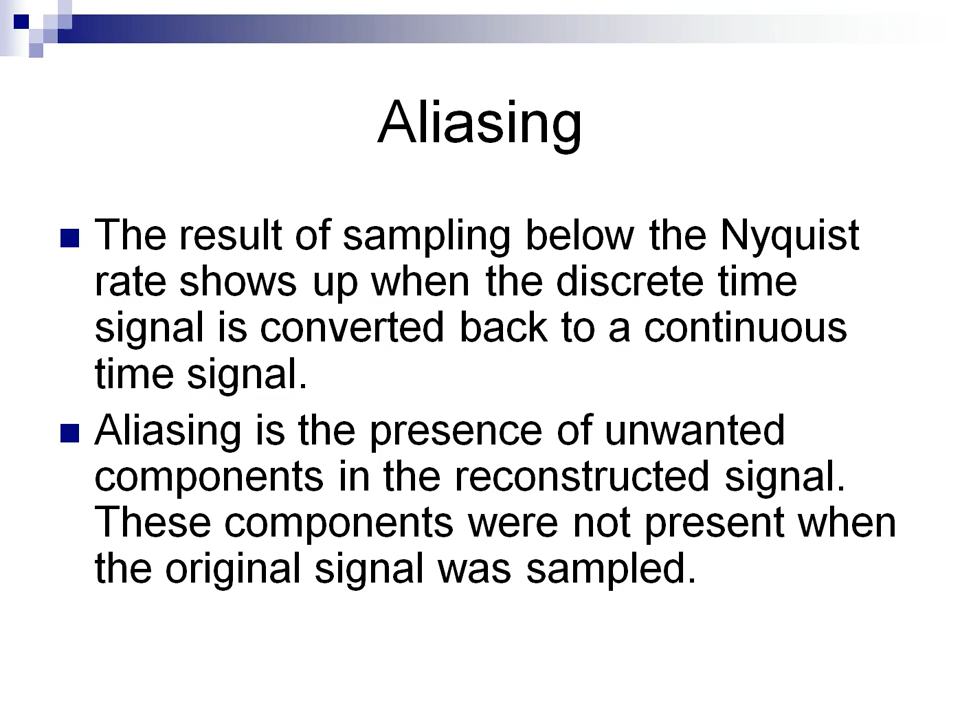 Aliasing
The result of sampling below the Nyquist
rate shows up when the discrete time
signal is converted back to a continuous
time signal.
Aliasing is the presence of unwanted
components in the reconstructed signal.
These components were not present when
the original signal was sampled.